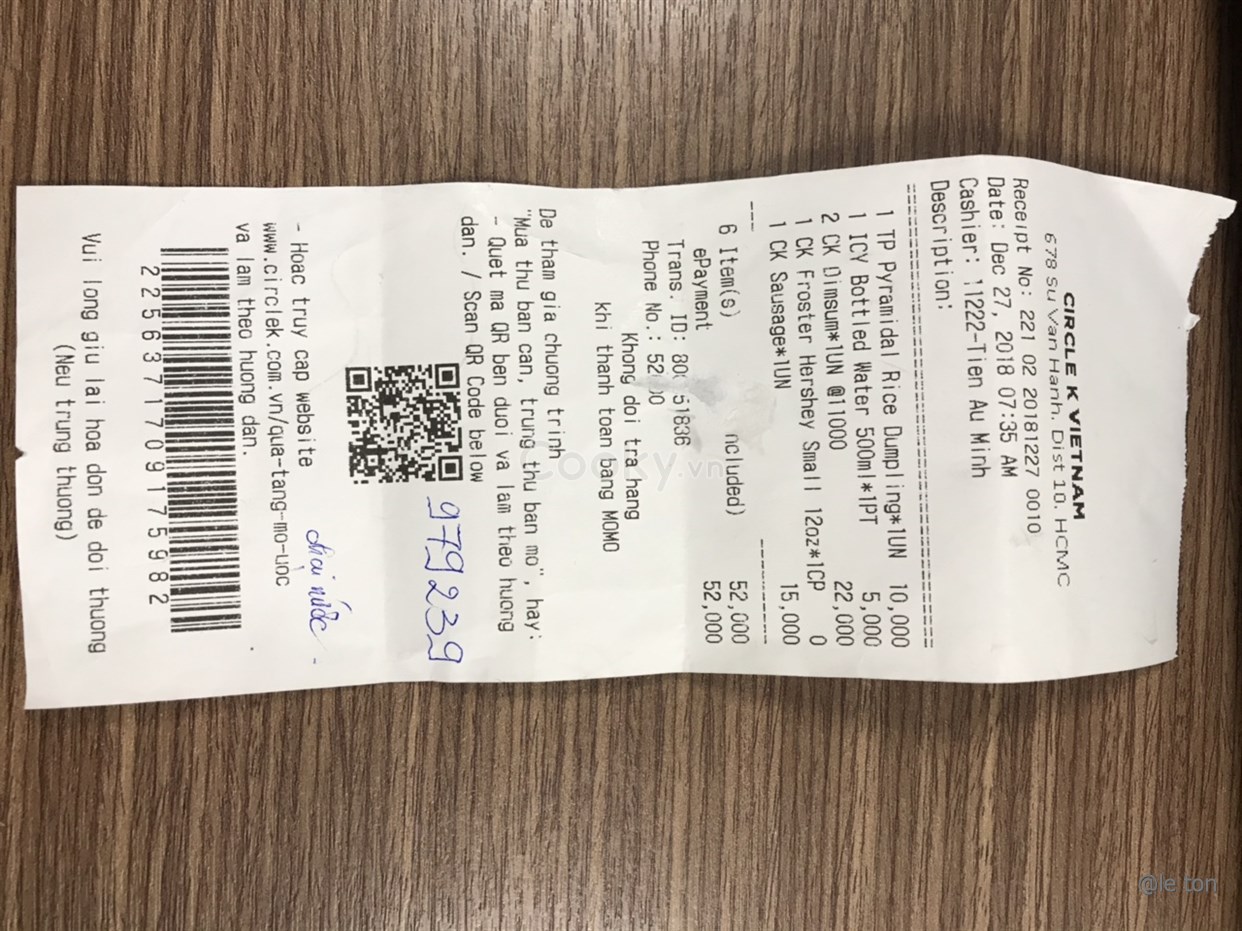 CIRCLE K VIETNAM
678 Su Van Hanh, Dist 10, HCMC
Receipt No: 221 02 20181227 0010
Date: Dec 27, 2018 07:35 AM
Cashier: 11222-Tien Au Minh
Description:
1 TP Pyramidal Rice Dumpling*1UN 10,000
1 ICY Bottled Water 500ml*1PT 5,000
2 CK Dimsum*1UN @11000 22,000
1 CK Froster Hershey Small 12oz*1CP 0
1 CK Sausage*1UN 15,000
6 Item(s) ncluded) 52,000
ePayment 52,000
Trans. ID: 80 51836
Phone No.: 52 00
Khong doi tra hang
khi thanh toan bang MOMO
De tham gia chuong trinh
"Mua thu ban can, trung thu ban mo", hay:
- Quet ma QR ben duoi va lam theo huong
dan. / Scan QR Code below
979239
- Hoac truy cap website
www.circlek.com.vn/qua-tang-mo-uoc
va lam theo huong dan.
nước
2256371709175982
Vui long giu lai hoa don de doi thuong
(Neu trung thuong)
Cooky.vn
@le ton